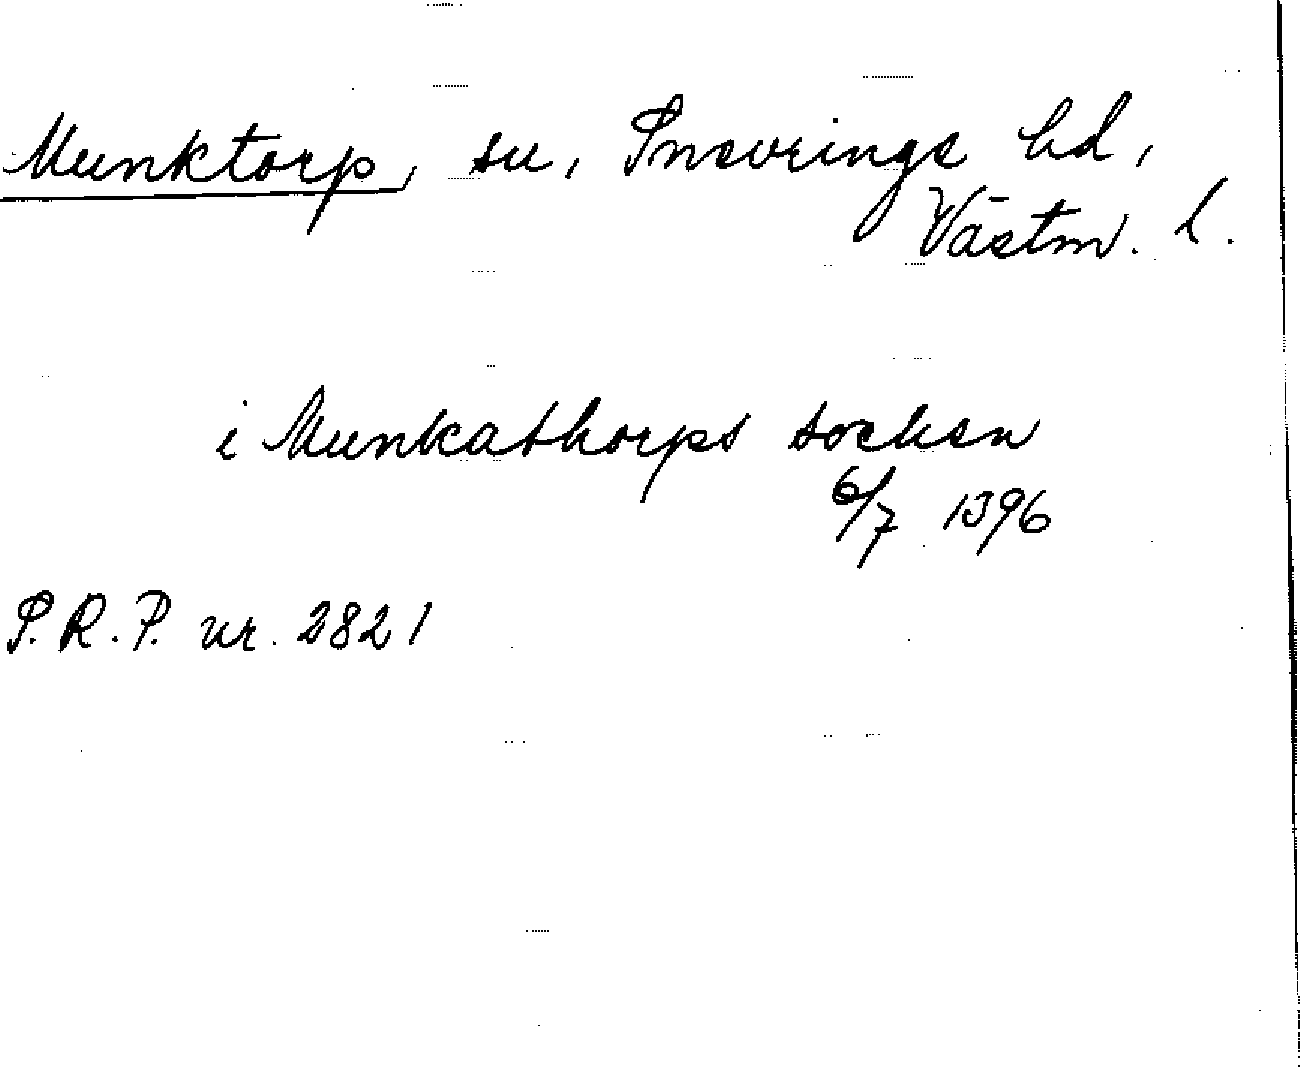 Munktorp, sn, Snevringe hd,
Västm. l.
i Munkathorps sochen
6/7 1396
S.R.P. nr. 2821